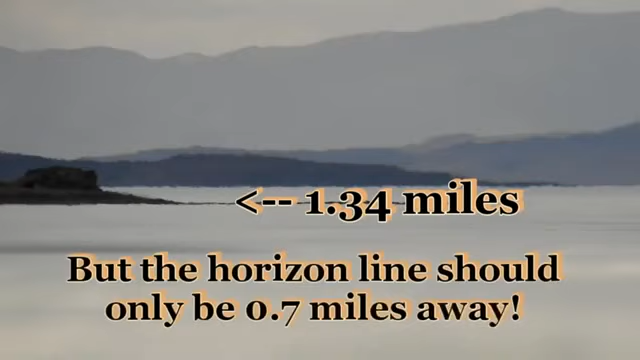 <-- 1.34 miles
But the horizon line should
only be 0.7 miles away!